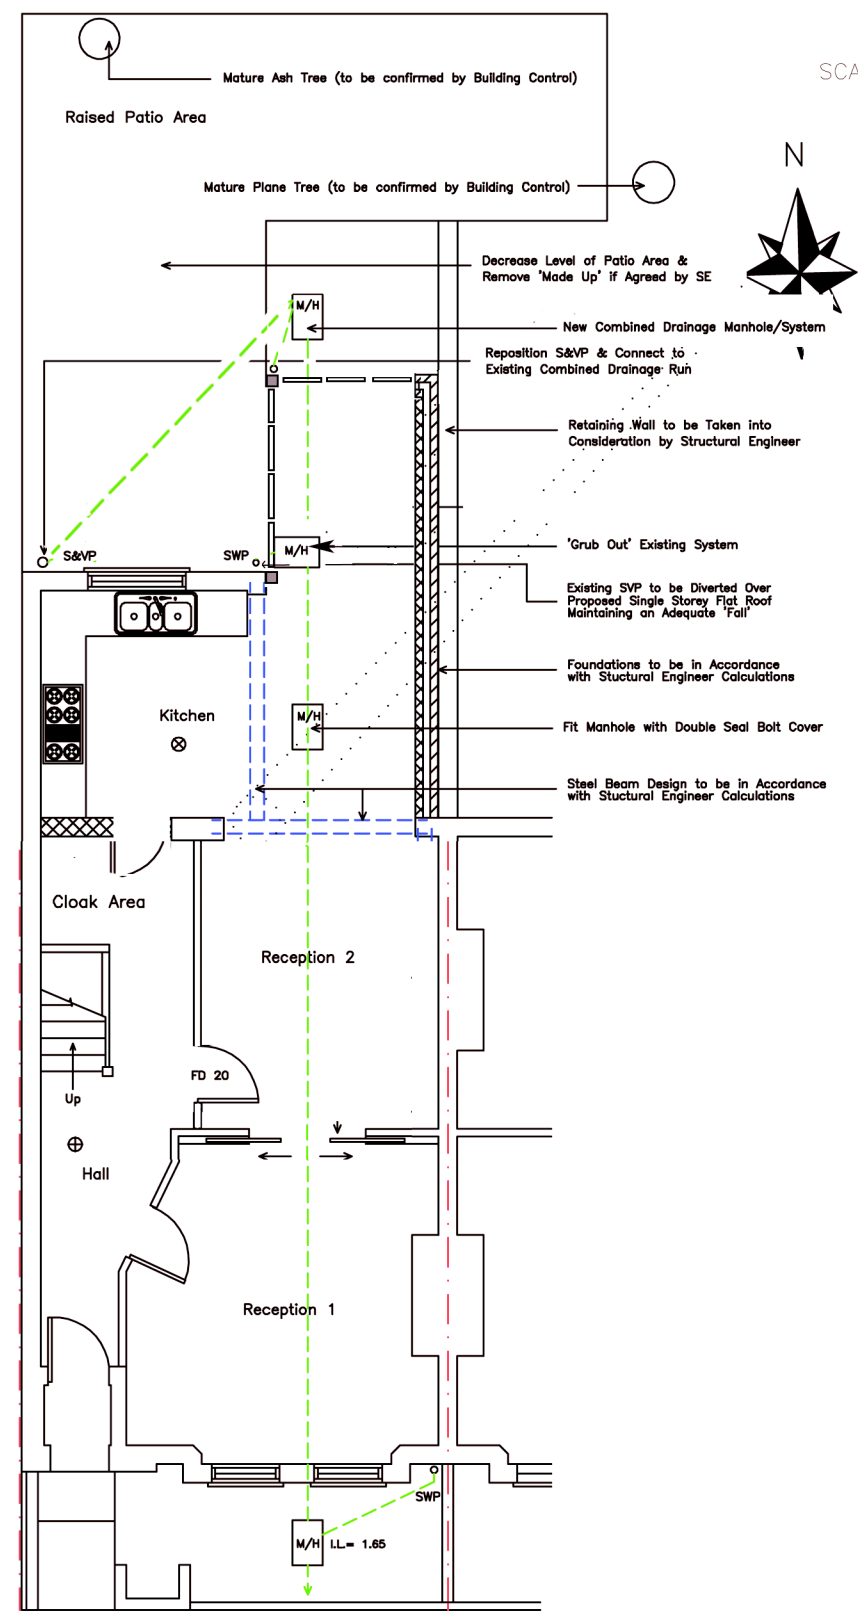 SCA
Mature Ash Tree (to be confirmed by Building Control)
Raised Patio Area
N
Mature Plane Tree (to be confirmed by Building Control)
Decrease Level of Patio Area &
Remove 'Made Up' if Agreed by SE
M/H
New Combined Drainage Manhole/System
Reposition S&VP & Connect to
Existing Combined Drainage Run
Retaining Wall to be Taken into
Consideration by Structural Engineer
S&VP
SWP
M/H
'Grub Out' Existing System
Existing SVP to be Diverted Over
Proposed Single Storey Flat Roof
Maintaining an Adequate 'Fall'
Foundations to be in Accordance
with Stuctural Engineer Calculations
Kitchen
M/H
Fit Manhole with Double Seal Bolt Cover
Steel Beam Design to be in Accordance
with Stuctural Engineer Calculations
Cloak Area
Reception 2
FD 20
Up
Hall
Reception 1
SWP
M/H
I.L.= 1.65